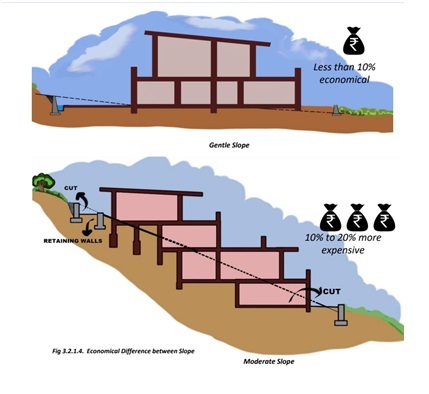 ₹
Less than 10%
economical
Gentle Slope
CUT
RETAINING WALLS
₹ ₹ ₹
10% to 20% more
expensive
CUT
Fig 3.2.1.4. Economical Difference between Slope
Moderate Slope